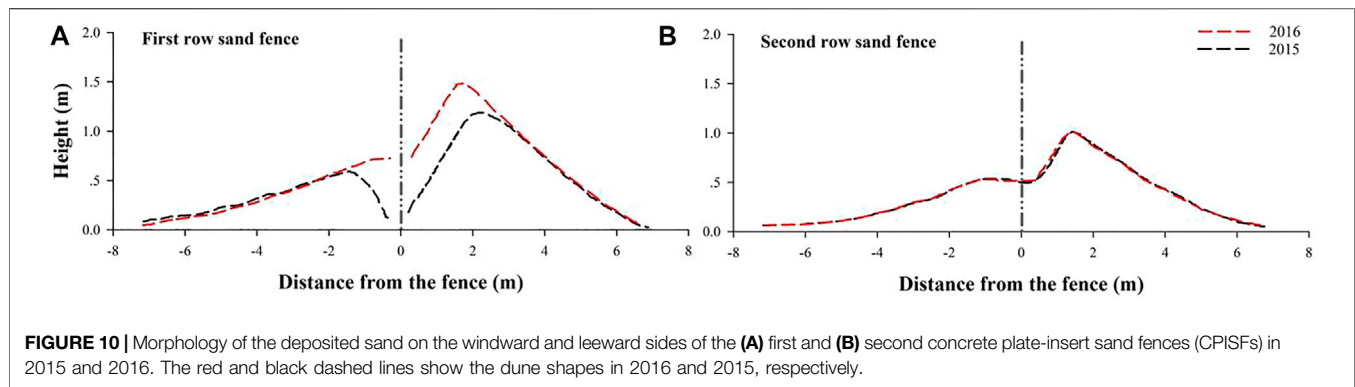 A
First row sand fence
2.0
1.5
1.0
.5
0.0
Height (m)
-8 -6 -4 -2 0 2 4 6 8
Distance from the fence (m)
B
Second row sand fence
2016
2015
2.0
1.5
1.0
.5
0.0
-8 -6 -4 -2 0 2 4 6 8
Distance from the fence (m)
FIGURE 10 | Morphology of the deposited sand on the windward and leeward sides of the (A) first and (B) second concrete plate-insert sand fences (CPISFs) in
2015 and 2016. The red and black dashed lines show the dune shapes in 2016 and 2015, respectively.